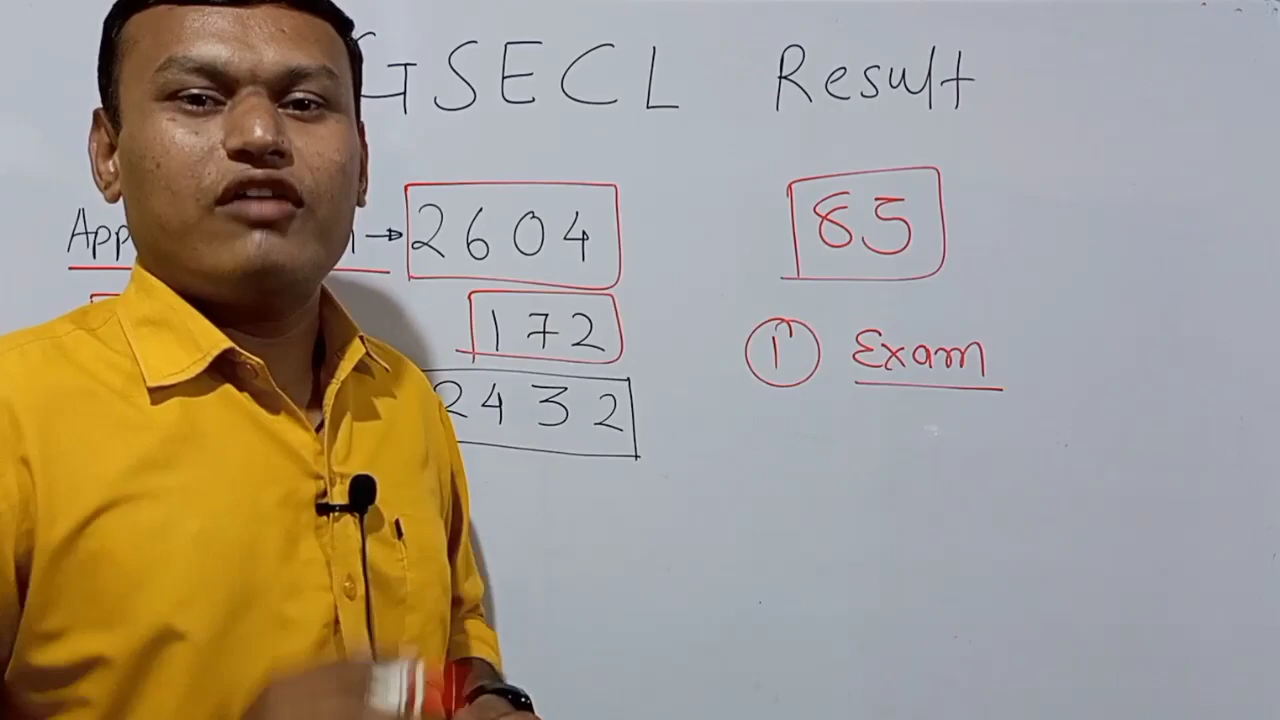 GSECL Result
→ 2604
172
2432
85
1 Exam